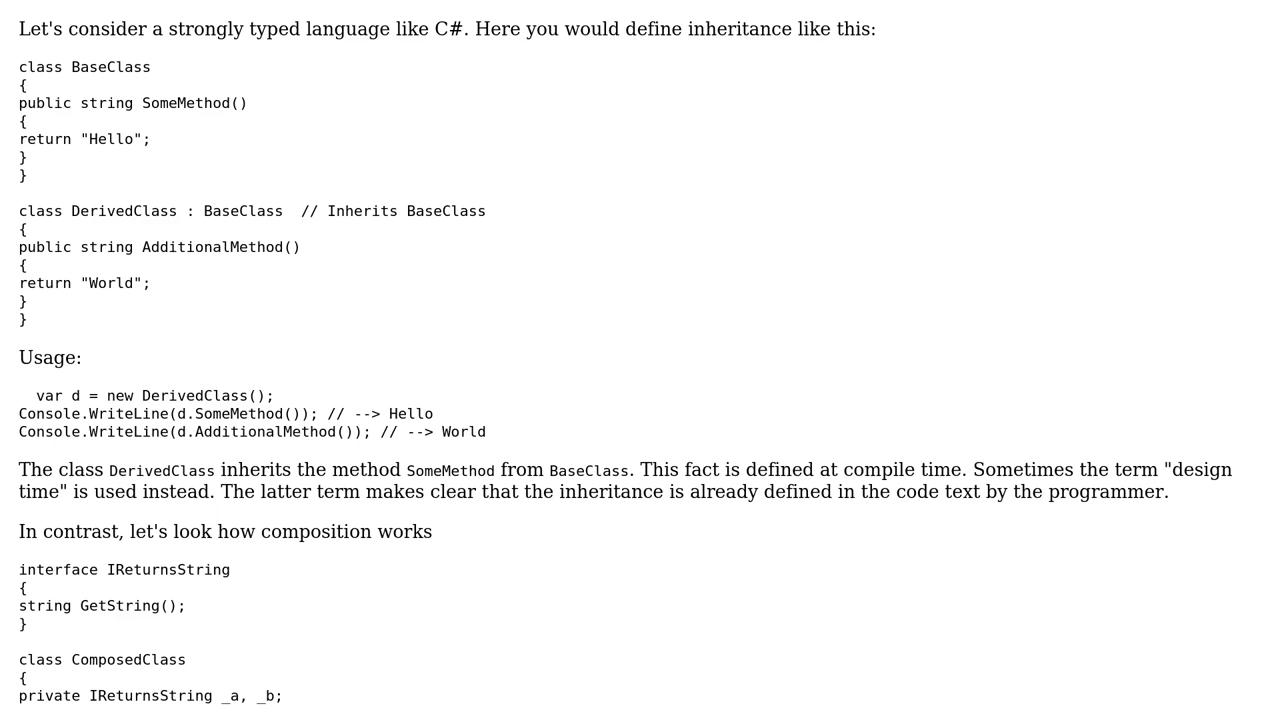 Let's consider a strongly typed language like C#. Here you would define inheritance like this:
class BaseClass
{
public string SomeMethod()
{
return "Hello";
}
}
class DerivedClass : BaseClass  // Inherits BaseClass
{
public string AdditionalMethod()
{
return "World";
}
}
Usage:
  var d = new DerivedClass();
Console.WriteLine(d.SomeMethod()); // --> Hello
Console.WriteLine(d.AdditionalMethod()); // --> World
The class DerivedClass inherits the method SomeMethod from BaseClass. This fact is defined at compile time. Sometimes the term "design
time" is used instead. The latter term makes clear that the inheritance is already defined in the code text by the programmer.
In contrast, let's look how composition works
interface IReturnsString
{
string GetString();
}
class ComposedClass
{
private IReturnsString _a, _b;